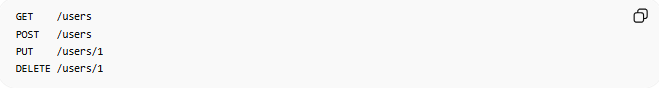 GET    /users
POST   /users
PUT    /users/1
DELETE /users/1